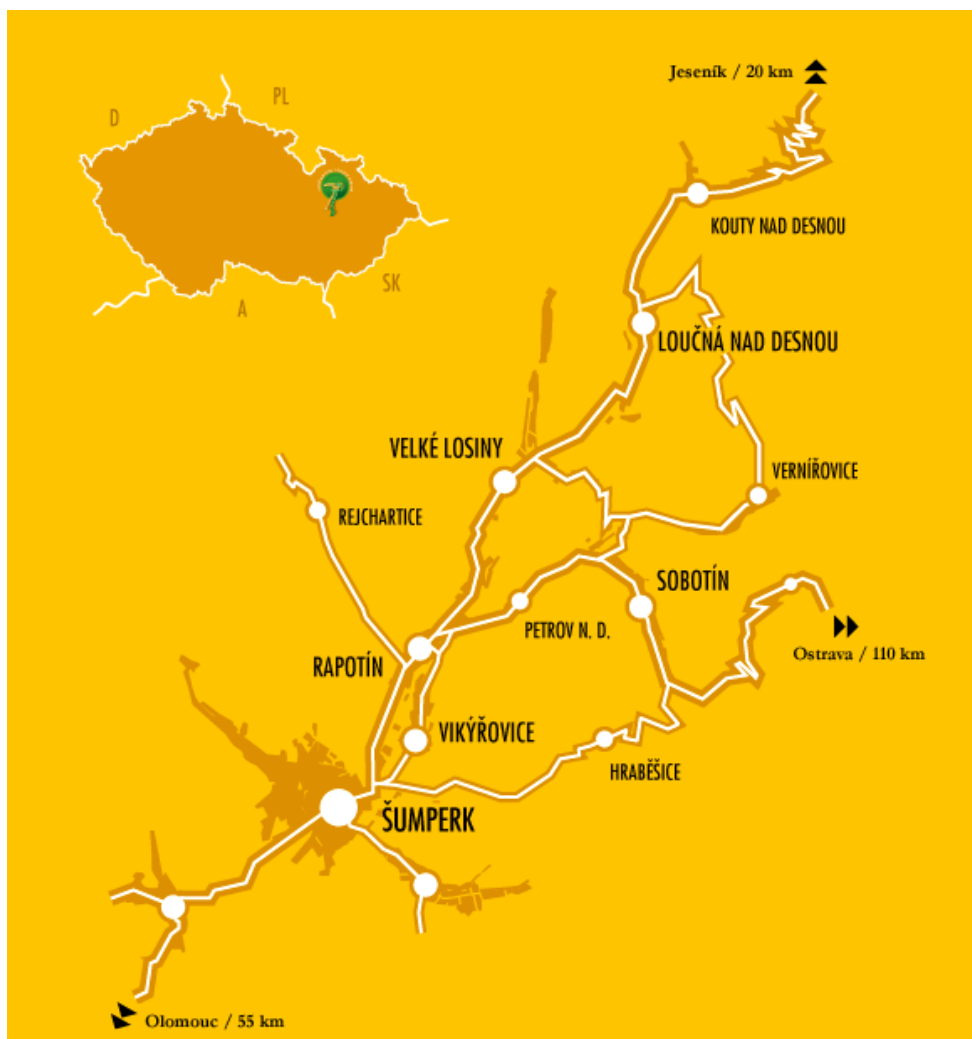 Jeseník / 20 km
PL
D
KOUTY NAD DESNOU
SK
A
LOUČNÁ NAD DESNOU
VELKÉ LOSINY
VERNÍŘOVICE
REJCHARTICE
SOBOTÍN
PETROV N. D.
Ostrava / 110 km
RAPOTÍN
VIKÝŘOVICE
HRABĚŠICE
ŠUMPERK
Olomouc / 55 km